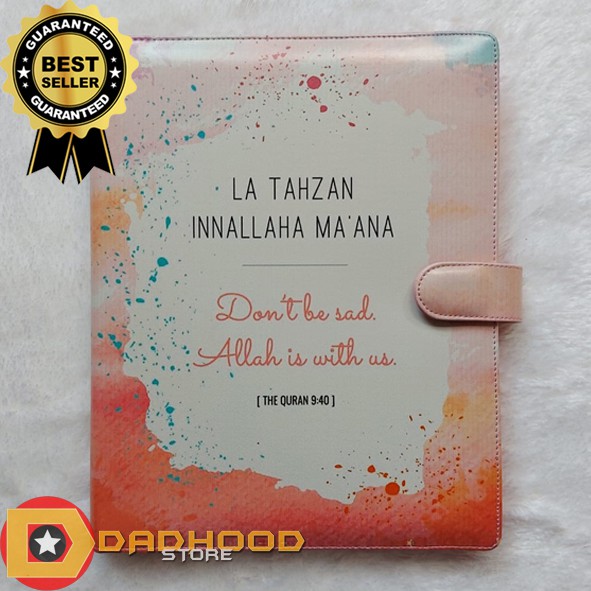 GUARANTEED
BEST
SELLER
GUARANTEED
LA TAHZAN
INNALLAHA MA'ANA
Don't be sad.
Allah is with us.
[ THE QURAN 9:40 ]
DADHOOD
STORE